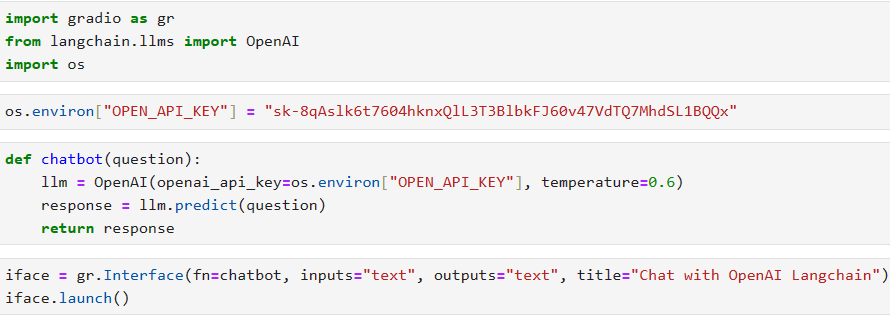 import gradio as gr
from langchain.llms import OpenAI
import os
os.environ["OPEN_API_KEY"] = "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"
def chatbot(question):
    llm = OpenAI(openai_api_key=os.environ["OPEN_API_KEY"], temperature=0.6)
    response = llm.predict(question)
    return response
iface = gr.Interface(fn=chatbot, inputs="text", outputs="text", title="Chat with OpenAI Langchain")
iface.launch()